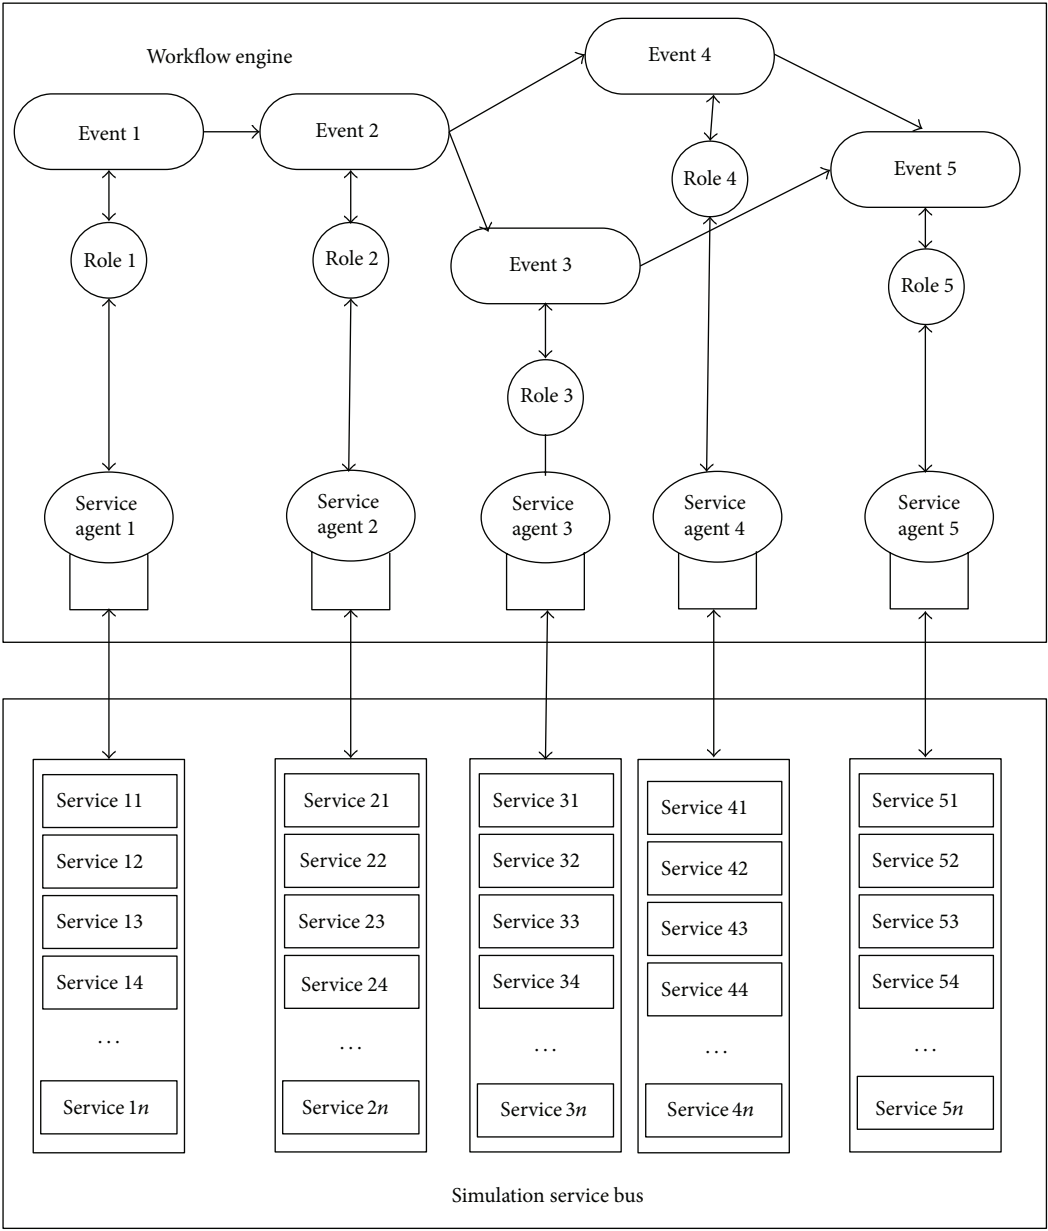 Workflow engine
Event 4
Event 1
Event 2
Event 5
Role 4
Role 1
Role 2
Event 3
Role 5
Role 3
Service
agent 1
Service
agent 2
Service
agent 3
Service
agent 4
Service
agent 5
Service 11
Service 12
Service 13
Service 14
...
Service 1n
Service 21
Service 22
Service 23
Service 24
...
Service 2n
Service 31
Service 32
Service 33
Service 34
...
Service 3n
Service 41
Service 42
Service 43
Service 44
...
Service 4n
Service 51
Service 52
Service 53
Service 54
...
Service 5n
Simulation service bus